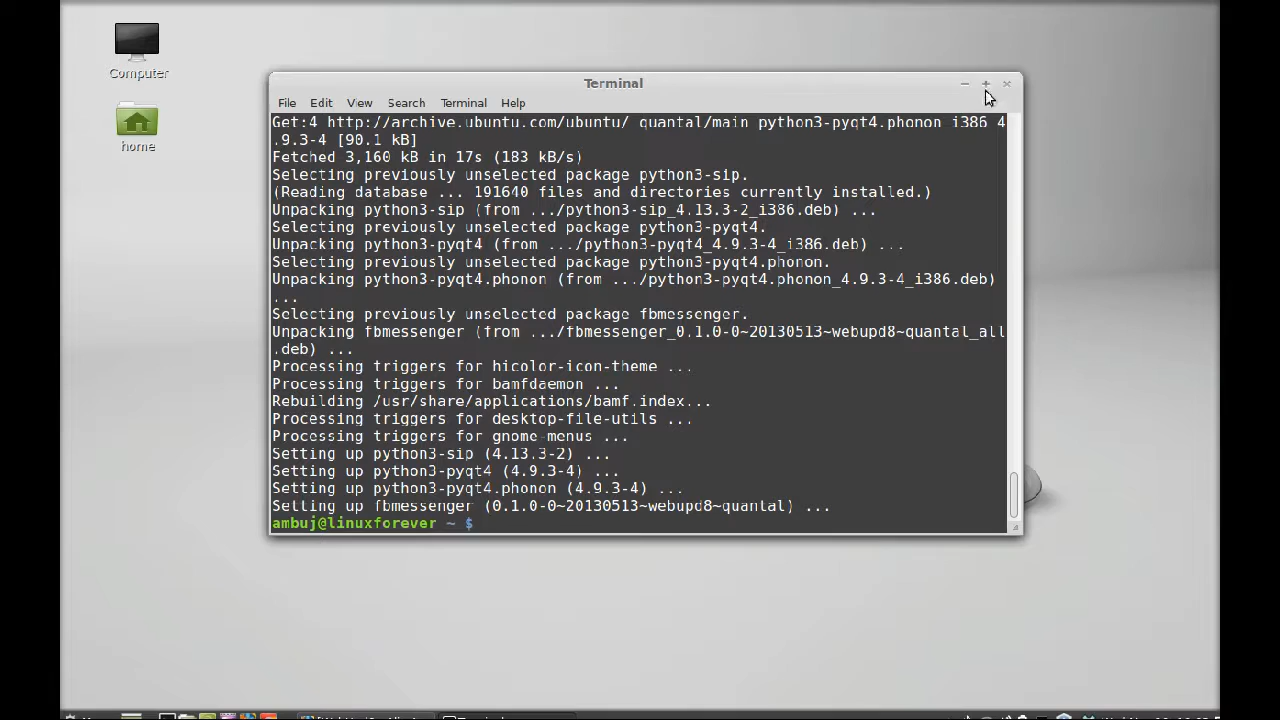 Computer
home
Terminal
File Edit View Search Terminal Help
Get:4 http://archive.ubuntu.com/ubuntu/ quantal/main python3-pyqt4.phonon i386 4
.9.3-4 [90.1 kB]
Fetched 3,160 kB in 17s (183 kB/s)
Selecting previously unselected package python3-sip.
(Reading database ... 191640 files and directories currently installed.)
Unpacking python3-sip (from .../python3-sip_4.13.3-2_i386.deb) ...
Selecting previously unselected package python3-pyqt4.
Unpacking python3-pyqt4 (from .../python3-pyqt4_4.9.3-4_i386.deb) ...
Selecting previously unselected package python3-pyqt4.phonon.
Unpacking python3-pyqt4.phonon (from .../python3-pyqt4.phonon_4.9.3-4_i386.deb)
...
Selecting previously unselected package fbmessenger.
Unpacking fbmessenger (from .../fbmessenger_0.1.0-0~20130513~webupd8~quantal_all
.deb) ...
Processing triggers for hicolor-icon-theme ...
Processing triggers for bamfdaemon ...
Rebuilding /usr/share/applications/bamf.index...
Processing triggers for desktop-file-utils ...
Processing triggers for gnome-menus ...
Setting up python3-sip (4.13.3-2) ...
Setting up python3-pyqt4 (4.9.3-4) ...
Setting up python3-pyqt4.phonon (4.9.3-4) ...
Setting up fbmessenger (0.1.0-0~20130513~webupd8~quantal) ...
ambuj@linuxforever ~ $